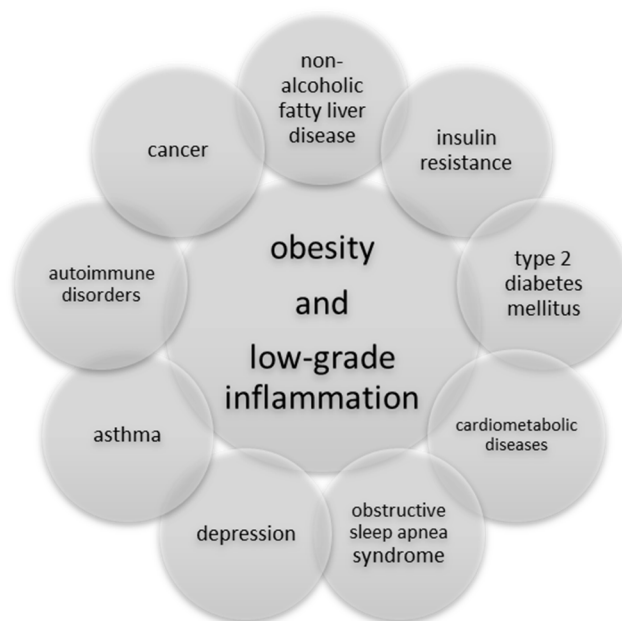 non-
alcoholic
fatty liver
disease
insulin
resistance
type 2
diabetes
mellitus
cardiometabolic
diseases
obstructive
sleep apnea
syndrome
depression
asthma
autoimmune
disorders
cancer
obesity
and
low-grade
inflammation